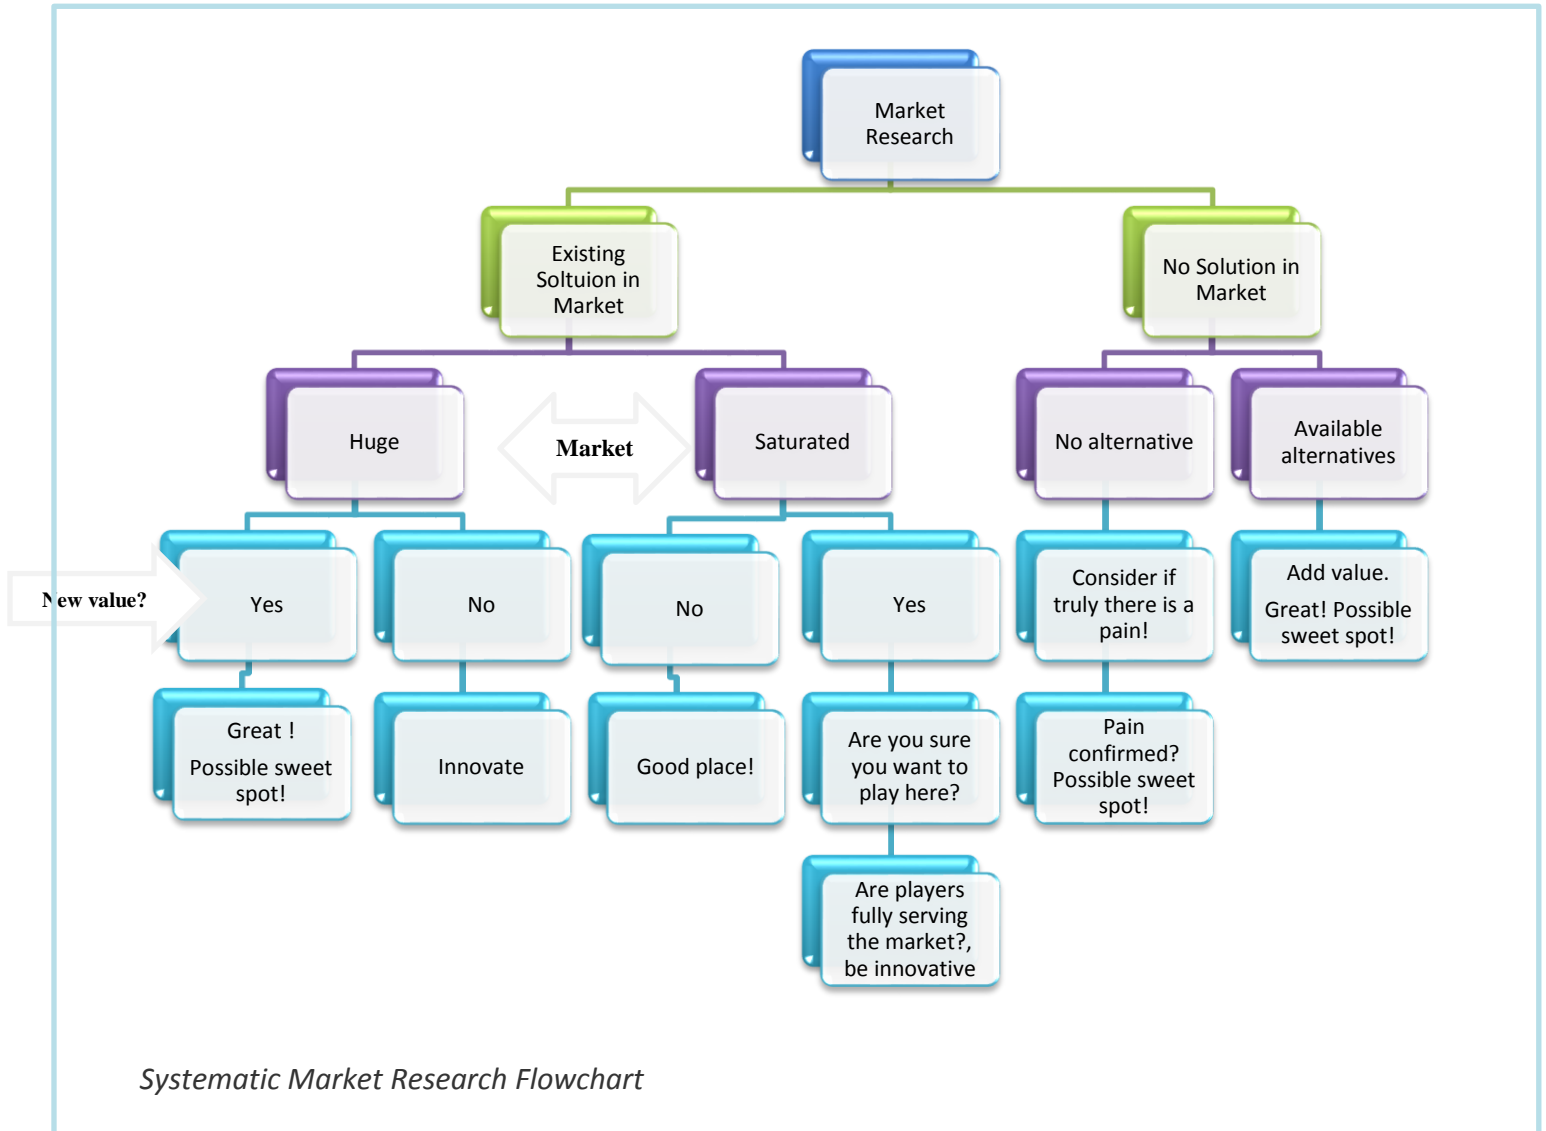 Market
Research
Existing
Soltuion in
Market
No Solution in
Market
Huge
Market
Saturated
No alternative
Available
alternatives
New value?
Yes
No
No
Yes
Consider if
truly there is a
pain!
Add value.
Great! Possible
sweet spot!
Great !
Possible sweet
spot!
Innovate
Good place!
Are you sure
you want to
play here?
Pain
confirmed?
Possible sweet
spot!
Are players
fully serving
the market?,
be innovative
Systematic Market Research Flowchart